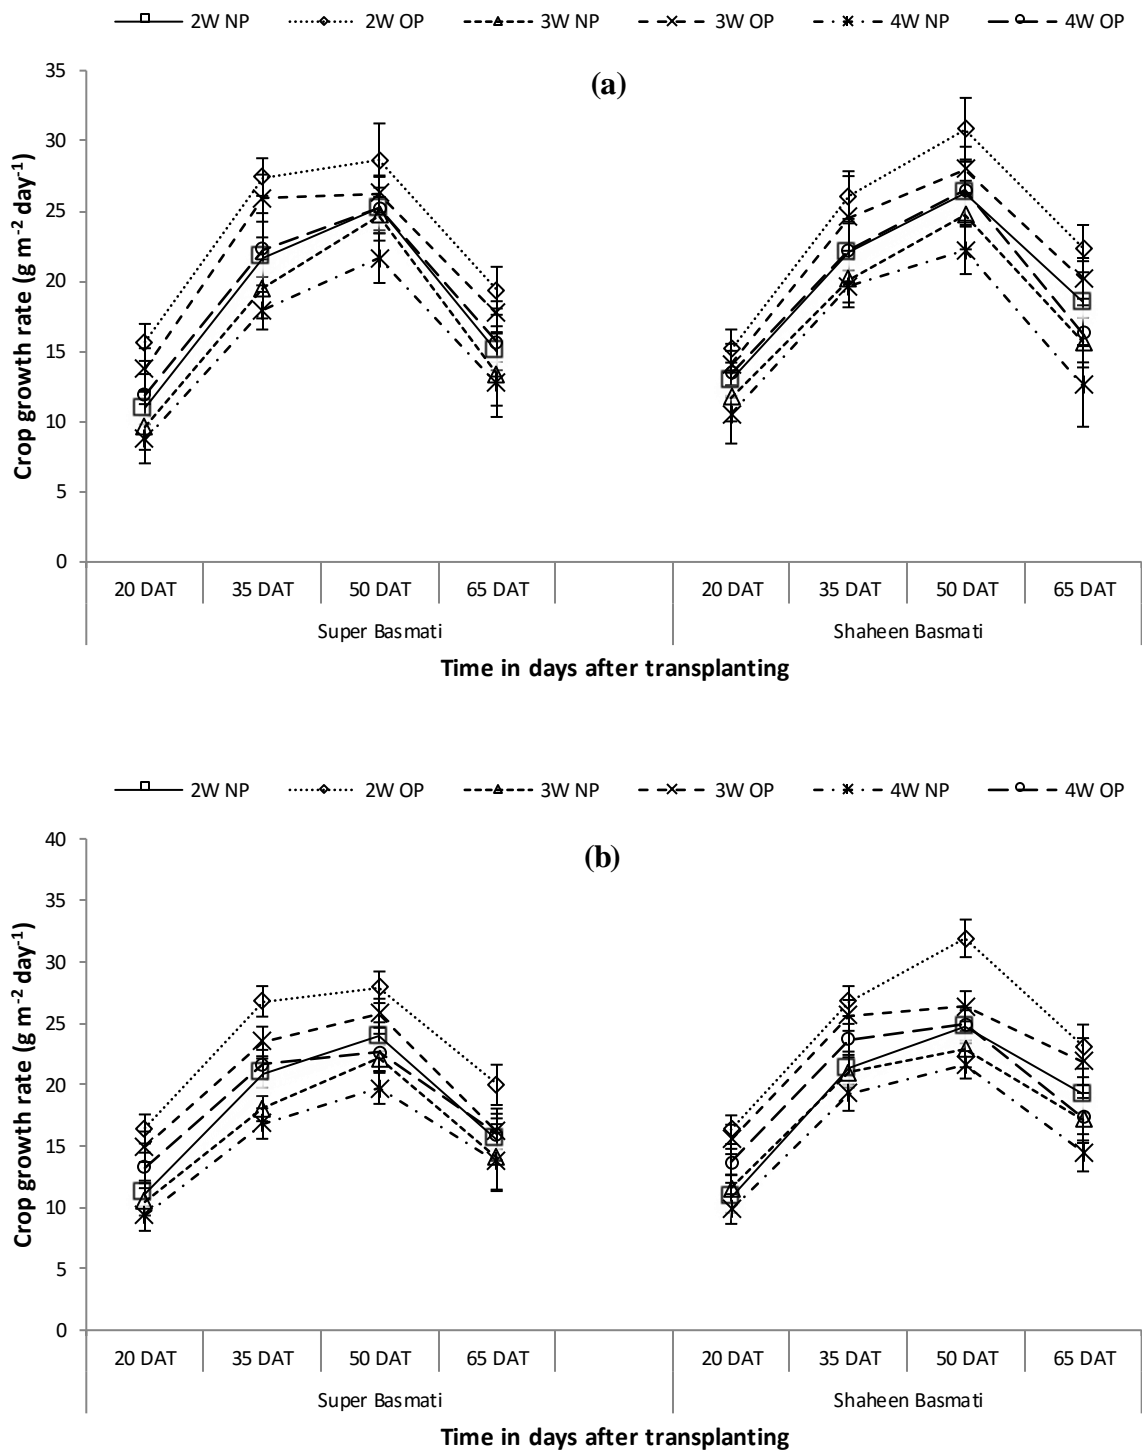 2W NP 2W OP 3W NP 3W OP 4W NP 4W OP
(a)
Crop growth rate (g m⁻² day⁻¹)
35
30
25
20
15
10
5
0
20 DAT 35 DAT 50 DAT 65 DAT 20 DAT 35 DAT 50 DAT 65 DAT
Super Basmati Shaheen Basmati
Time in days after transplanting
2W NP 2W OP 3W NP 3W OP 4W NP 4W OP
(b)
Crop growth rate (g m⁻² day⁻¹)
40
35
30
25
20
15
10
5
0
20 DAT 35 DAT 50 DAT 65 DAT 20 DAT 35 DAT 50 DAT 65 DAT
Super Basmati Shaheen Basmati
Time in days after transplanting